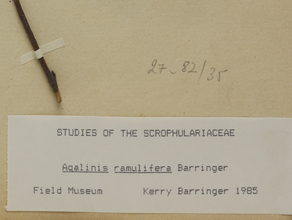 27-82/35
STUDIES OF THE SCROPHULARIACEAE
Agalinis ramulifera Barringer
Field Museum Kerry Barringer 1985